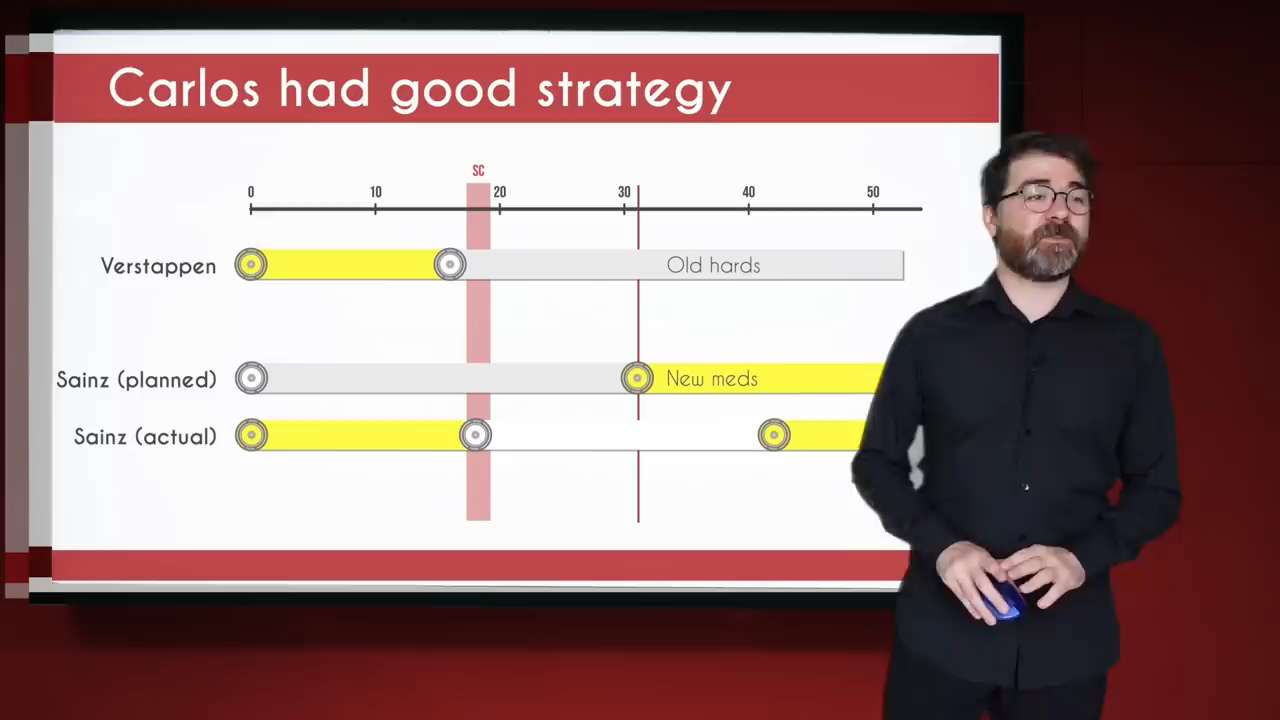 Carlos had good strategy
SC
0 10 20 30 40 50
Verstappen
Old hards
Sainz (planned)
New meds
Sainz (actual)